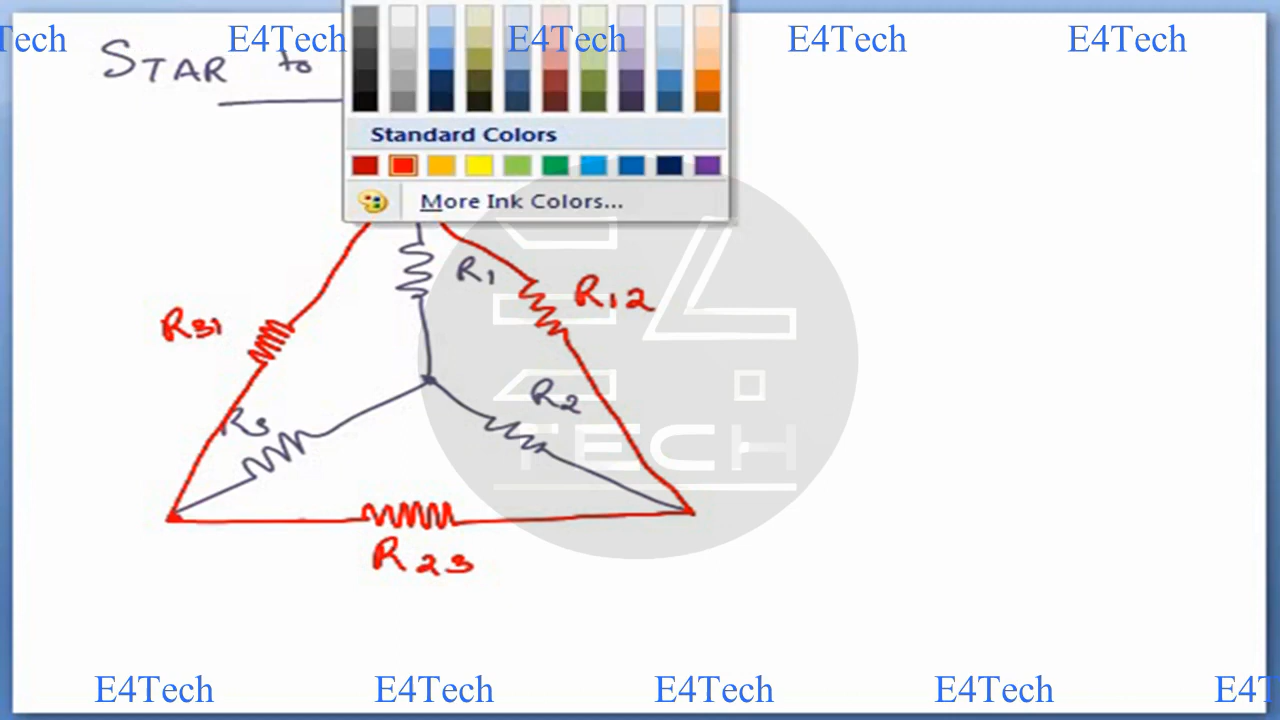 Tech E4Tech E4Tech E4Tech E4Tech
STAR to
Standard Colors
More Ink Colors...
R1
R12
R31
R2
R3
TECH
R23
E4Tech E4Tech E4Tech E4Tech E4T